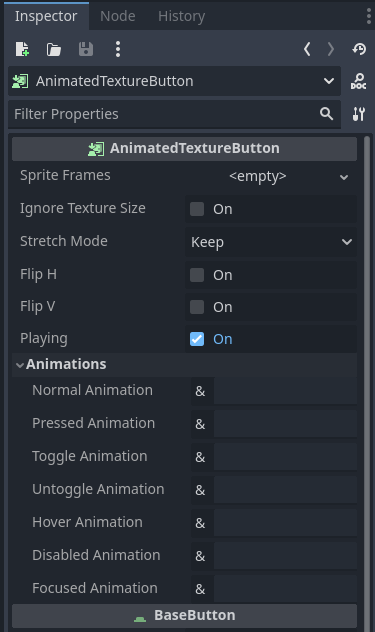 Inspector Node History
AnimatedTextureButton DOC
Filter Properties
AnimatedTextureButton
Sprite Frames <empty>
Ignore Texture Size On
Stretch Mode Keep
Flip H On
Flip V On
Playing On
Animations
Normal Animation &
Pressed Animation &
Toggle Animation &
Untoggle Animation &
Hover Animation &
Disabled Animation &
Focused Animation &
BaseButton